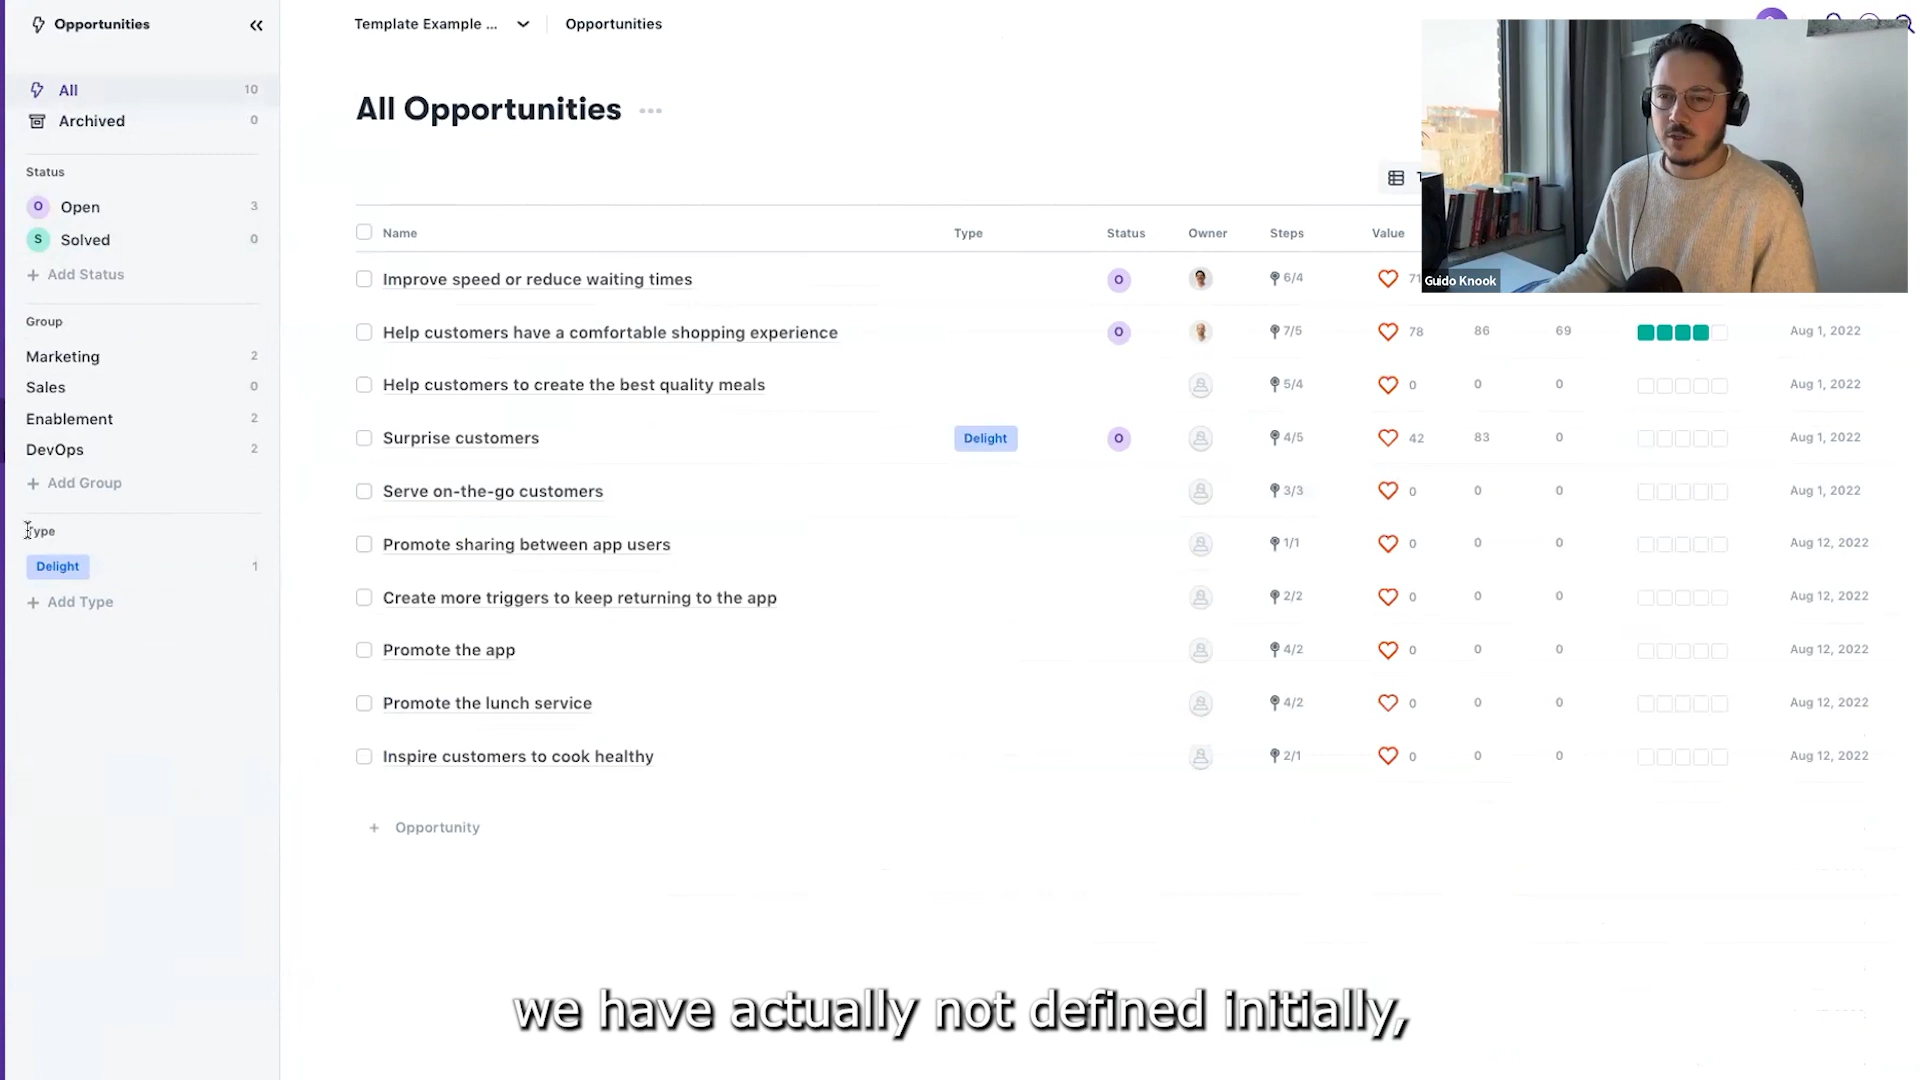 Opportunities
Template Example ...
Opportunities
All 10
Archived 0
All Opportunities
Status
O Open 3
S Solved 0
+ Add Status
Group
Marketing 2
Sales 0
Enablement 2
DevOps 2
+ Add Group
Type
Delight 1
+ Add Type
Name Type Status Owner Steps Value
Improve speed or reduce waiting times O 6/4
Guido Knook
Help customers have a comfortable shopping experience O 7/5 78 86 69 Aug 1, 2022
Help customers to create the best quality meals 5/4 0 0 0 Aug 1, 2022
Surprise customers Delight O 4/5 42 83 0 Aug 1, 2022
Serve on-the-go customers 3/3 0 0 0 Aug 1, 2022
Promote sharing between app users 1/1 0 0 0 Aug 12, 2022
Create more triggers to keep returning to the app 2/2 0 0 0 Aug 12, 2022
Promote the app 4/2 0 0 0 Aug 12, 2022
Promote the lunch service 4/2 0 0 0 Aug 12, 2022
Inspire customers to cook healthy 2/1 0 0 0 Aug 12, 2022
+ Opportunity
we have actually not defined initially,